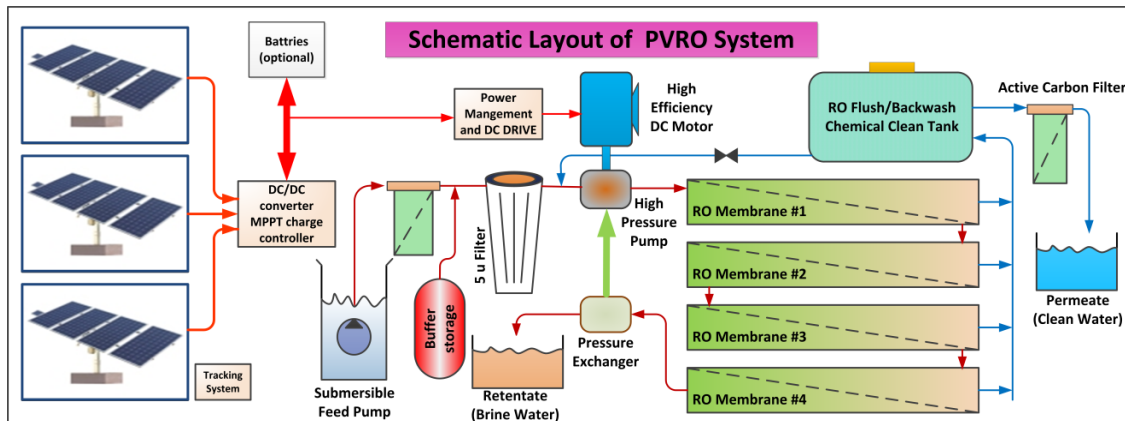 Schematic Layout of PVRO System
Battries
(optional)
Power
Mangement
and DC DRIVE
High
Efficiency
DC Motor
RO Flush/Backwash
Chemical Clean Tank
Active Carbon Filter
DC/DC
converter
MPPT charge
controller
5 u Filter
High
Pressure
Pump
RO Membrane #1
RO Membrane #2
RO Membrane #3
RO Membrane #4
Buffer
storage
Pressure
Exchanger
Permeate
(Clean Water)
Tracking
System
Submersible
Feed Pump
Retentate
(Brine Water)